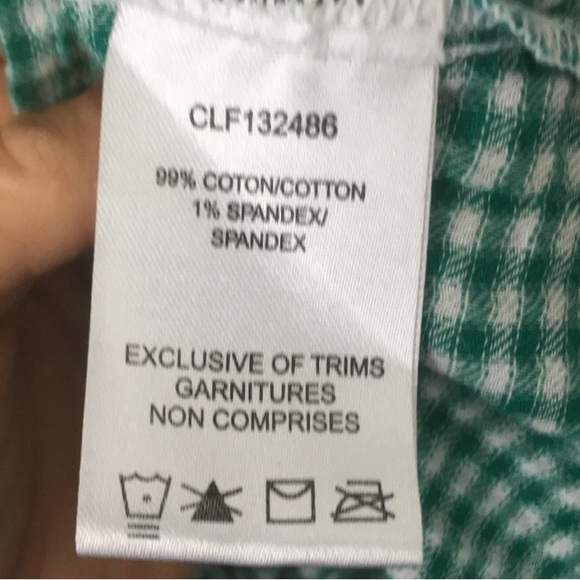 CLF132486
99% COTON/COTTON
1% SPANDEX/
SPANDEX
EXCLUSIVE OF TRIMS
GARNITURES
NON COMPRISES